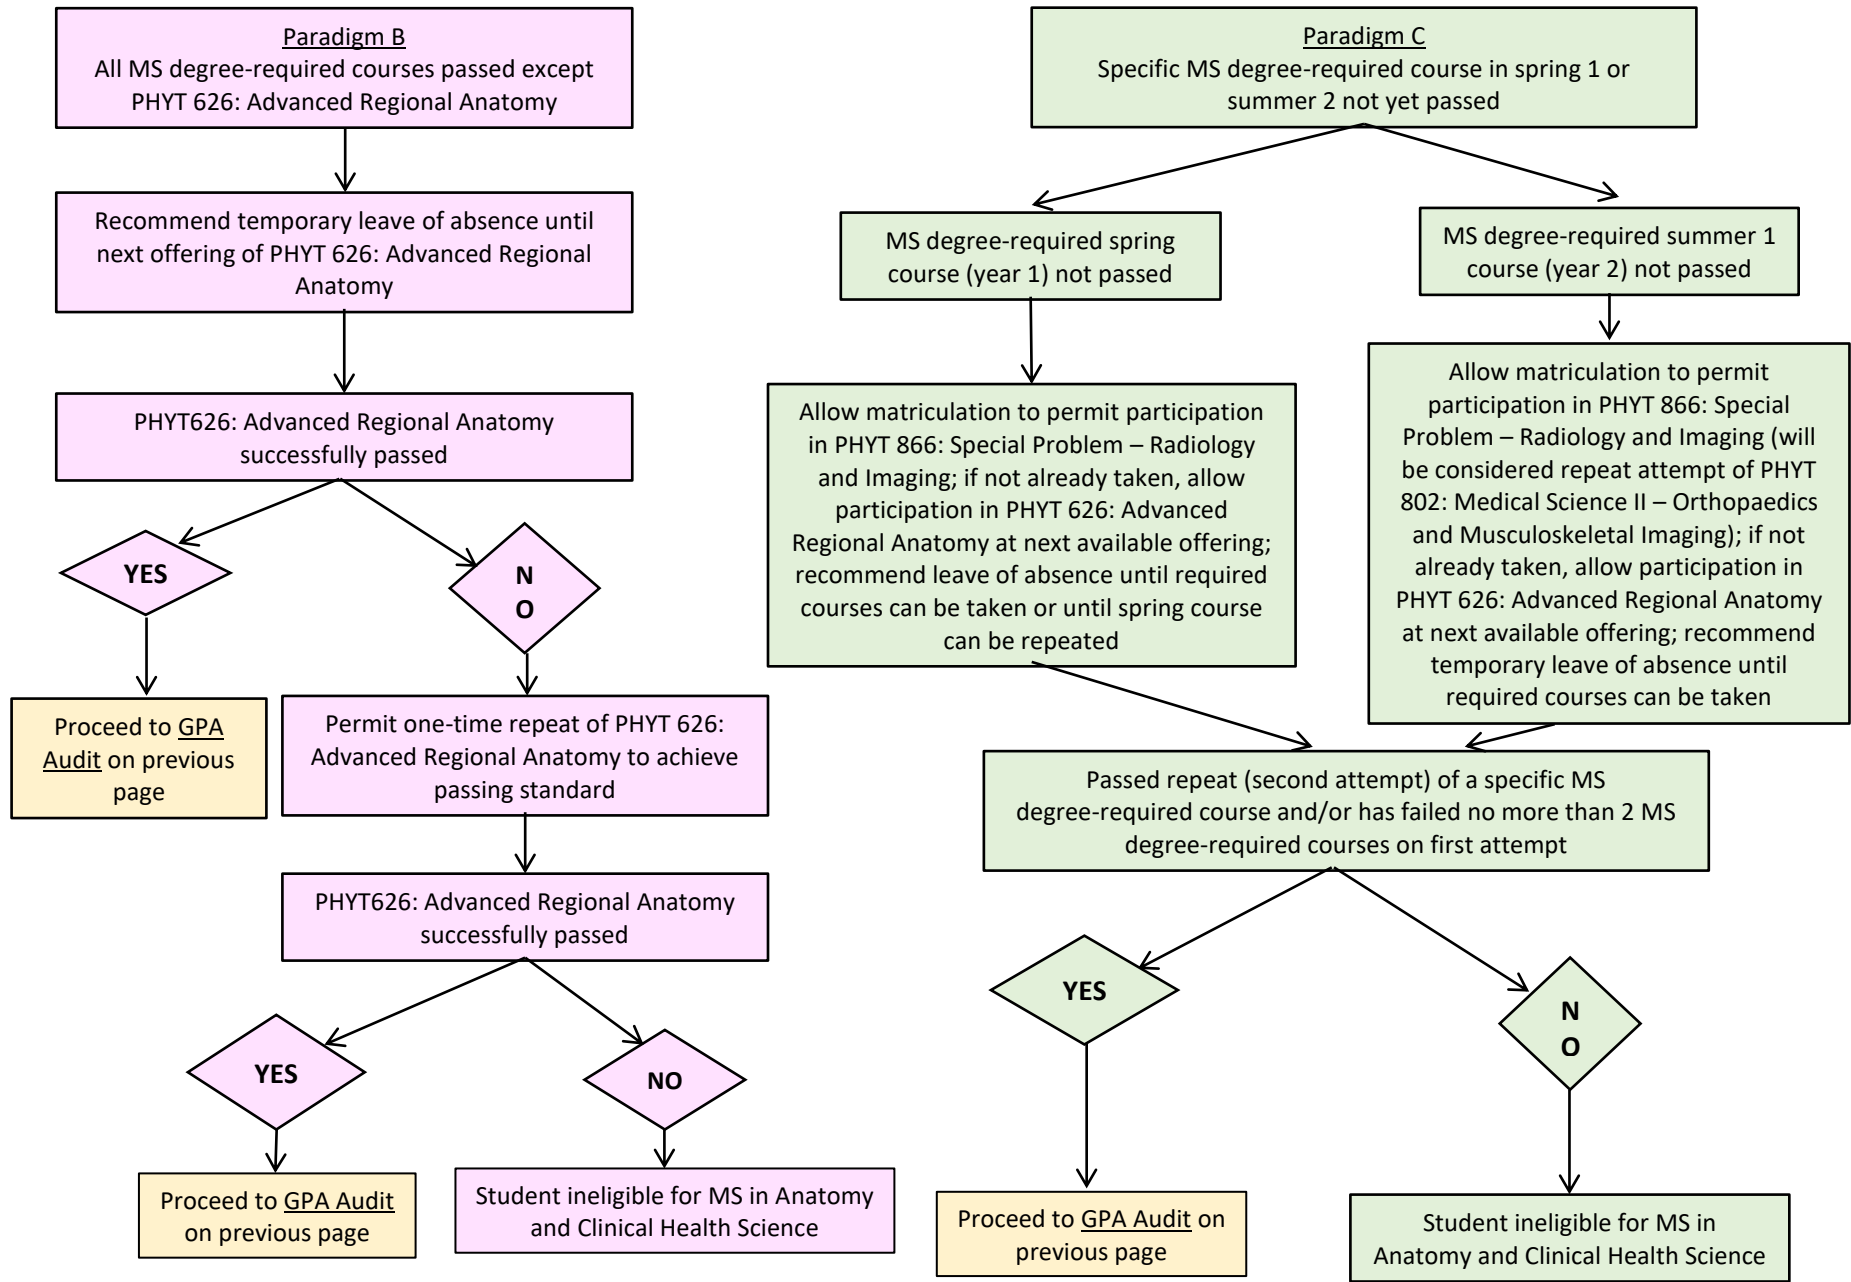 Paradigm B
All MS degree-required courses passed except
PHYT 626: Advanced Regional Anatomy
Recommend temporary leave of absence until
next offering of PHYT 626: Advanced Regional
Anatomy
PHYT626: Advanced Regional Anatomy
successfully passed
YES
N
O
Proceed to GPA
Audit on previous
page
Permit one-time repeat of PHYT 626:
Advanced Regional Anatomy to achieve
passing standard
PHYT626: Advanced Regional Anatomy
successfully passed
YES
NO
Proceed to GPA Audit
on previous page
Student ineligible for MS in Anatomy
and Clinical Health Science
Paradigm C
Specific MS degree-required course in spring 1 or
summer 2 not yet passed
MS degree-required spring
course (year 1) not passed
MS degree-required summer 1
course (year 2) not passed
Allow matriculation to permit participation
in PHYT 866: Special Problem – Radiology
and Imaging; if not already taken, allow
participation in PHYT 626: Advanced
Regional Anatomy at next available offering;
recommend leave of absence until required
courses can be taken or until spring course
can be repeated
Allow matriculation to permit
participation in PHYT 866: Special
Problem – Radiology and Imaging (will
be considered repeat attempt of PHYT
802: Medical Science II – Orthopaedics
and Musculoskeletal Imaging); if not
already taken, allow participation in
PHYT 626: Advanced Regional Anatomy
at next available offering; recommend
temporary leave of absence until
required courses can be taken
Passed repeat (second attempt) of a specific MS
degree-required course and/or has failed no more than 2 MS
degree-required courses on first attempt
YES
N
O
Proceed to GPA Audit on
previous page
Student ineligible for MS in
Anatomy and Clinical Health Science